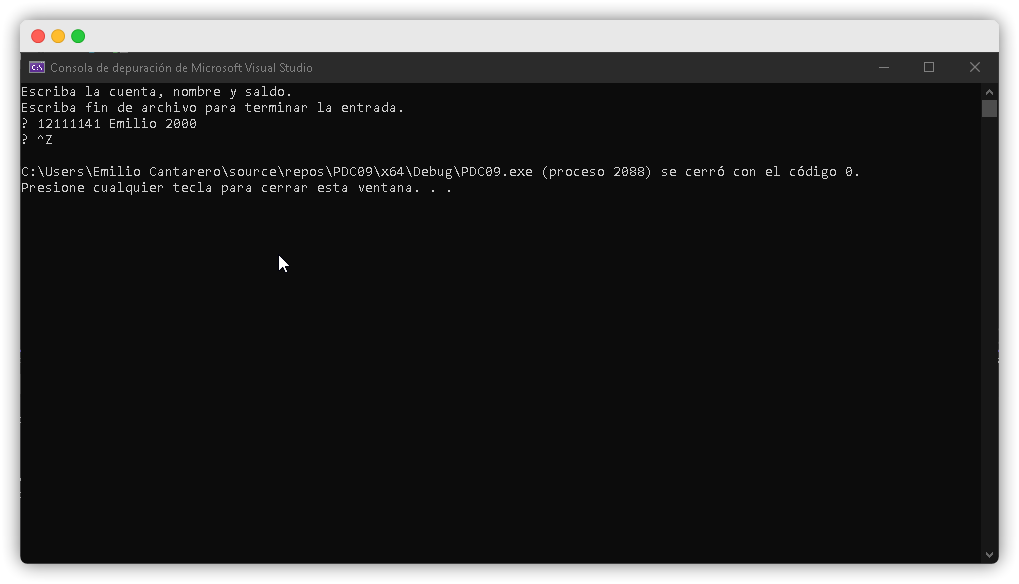 Consola de depuración de Microsoft Visual Studio
Escriba la cuenta, nombre y saldo.
Escriba fin de archivo para terminar la entrada.
? 12111141 Emilio 2000
? ^Z
C:\Users\Emilio Cantarero\source\repos\PDC09\x64\Debug\PDC09.exe (proceso 2088) se cerró con el código 0.
Presione cualquier tecla para cerrar esta ventana. . .